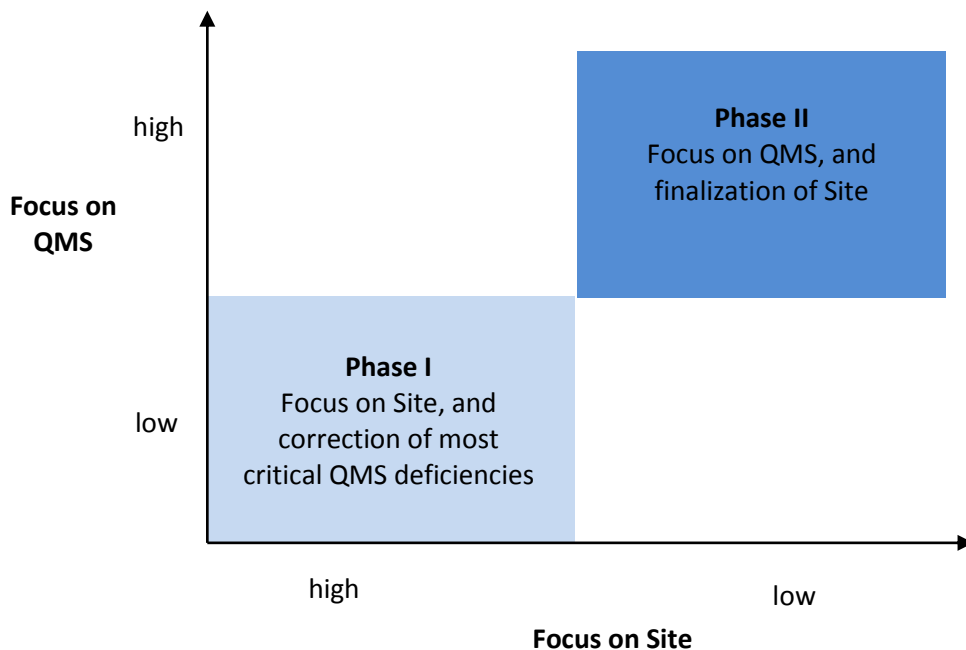 high
Phase II
Focus on QMS, and
finalization of Site
Focus on
QMS
Phase I
Focus on Site, and
correction of most
critical QMS deficiencies
low
high
low
Focus on Site